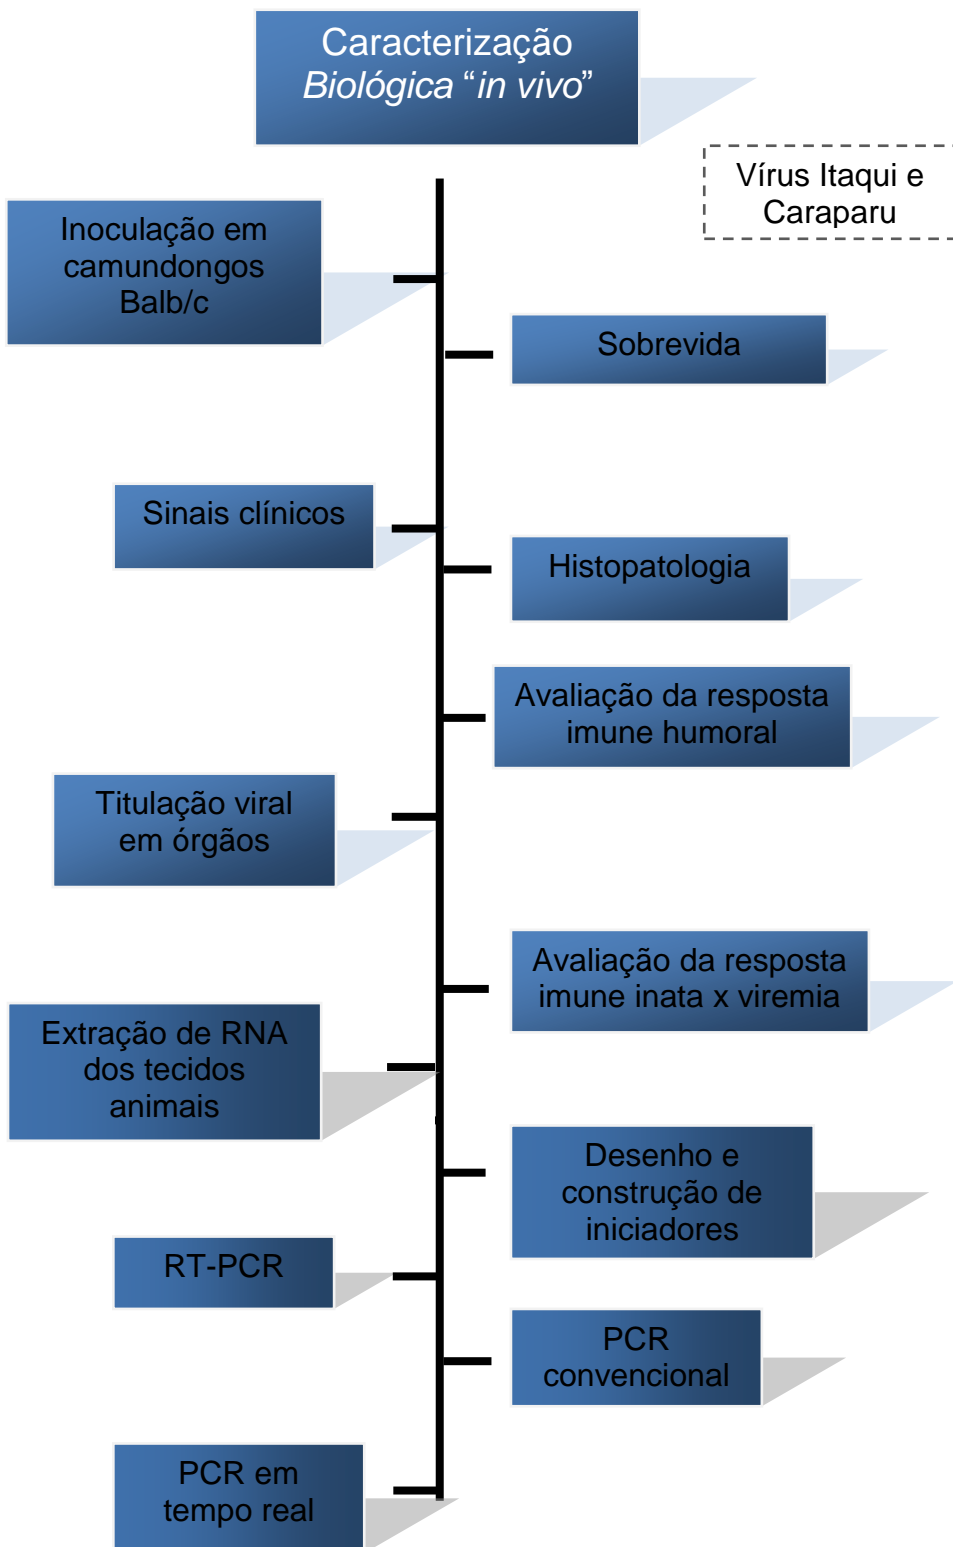 Caracterização
Biológica “in vivo”
Vírus Itaqui e
Caraparu
Inoculação em
camundongos
Balb/c
Sobrevida
Sinais clínicos
Histopatologia
Avaliação da resposta
imune humoral
Titulação viral
em órgãos
Avaliação da resposta
imune inata x viremia
Extração de RNA
dos tecidos
animais
Desenho e
construção de
iniciadores
RT-PCR
PCR
convencional
PCR em
tempo real